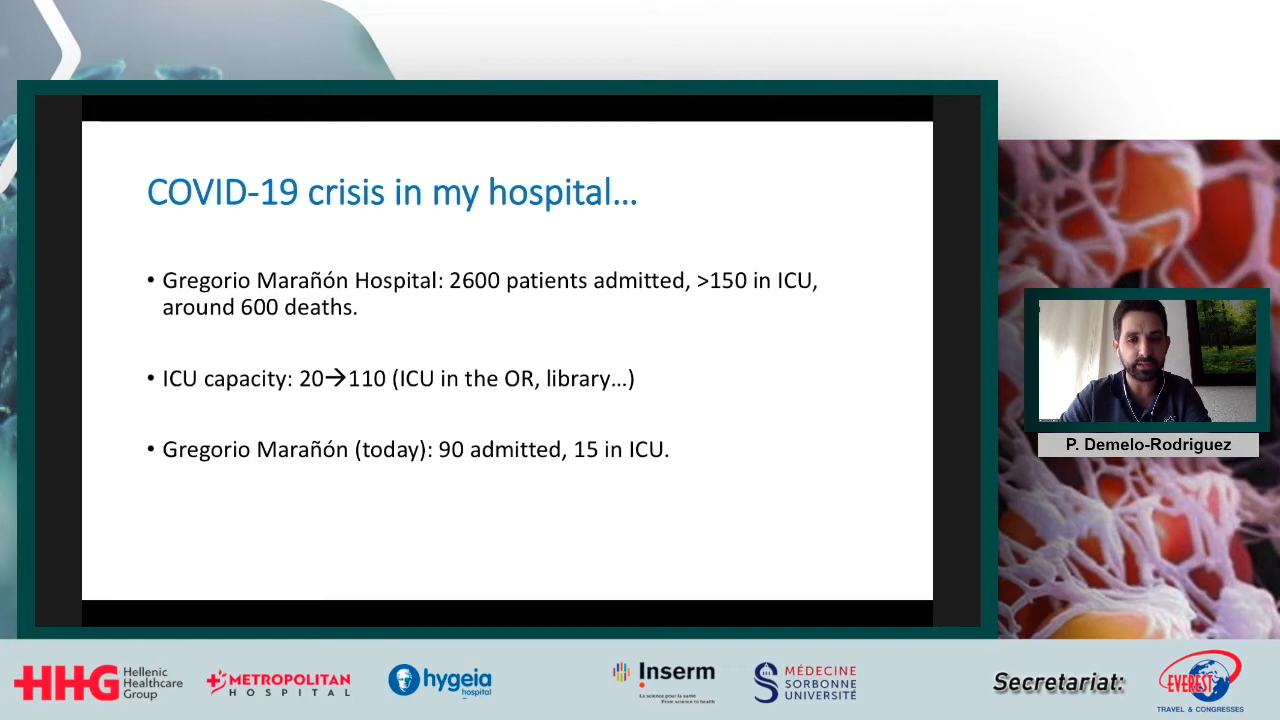 COVID-19 crisis in my hospital...
• Gregorio Marañón Hospital: 2600 patients admitted, >150 in ICU,
around 600 deaths.
• ICU capacity: 20→110 (ICU in the OR, library...)
• Gregorio Marañón (today): 90 admitted, 15 in ICU.
P. Demelo-Rodriguez
HHG Hellenic
Healthcare
Group
METROPOLITAN
HOSPITAL
hygeia
hospital
Inserm
La science pour la santé
From science to health
S
MÉDECINE
SORBONNE
UNIVERSITÉ
Secretariat:
EVEREST
TRAVEL & CONGRESSES